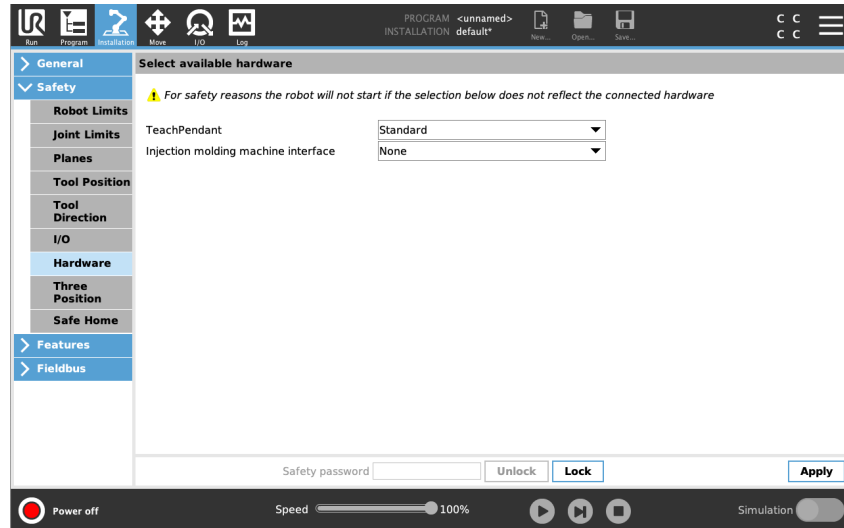 PROGRAM <unnamed>
INSTALLATION default*
Run Program Installation Move I/O Log New... Open... Save...
C C
C C
General
Select available hardware
Safety
For safety reasons the robot will not start if the selection below does not reflect the connected hardware
Robot Limits
Joint Limits
Planes
Tool Position
Tool
Direction
I/O
Hardware
Three
Position
Safe Home
Features
Fieldbus
TeachPendant Standard
Injection molding machine interface None
Safety password Unlock Lock Apply
Power off Speed 100% Simulation